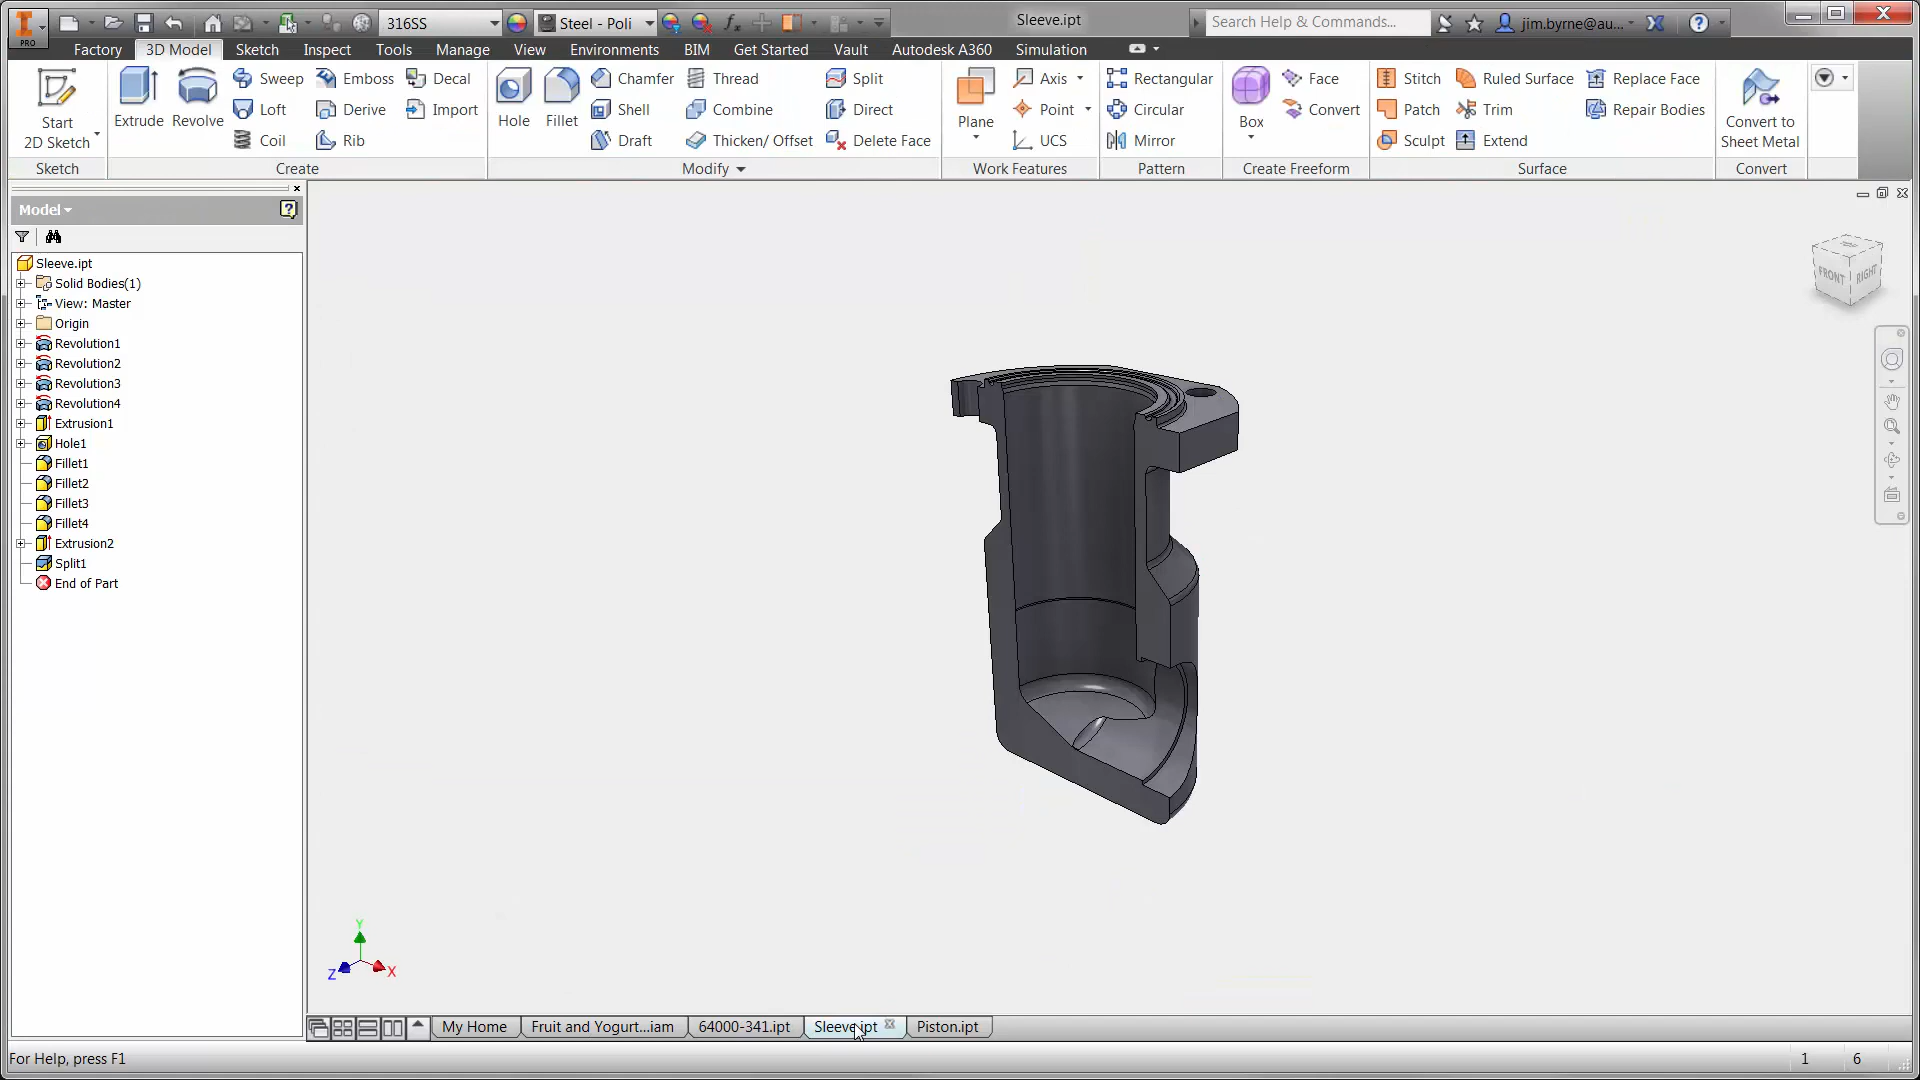 Sleeve.ipt
316SS
Steel - Poli
Search Help & Commands...
jim.byrne@au...
PRO
Factory
3D Model
Sketch
Inspect
Tools
Manage
View
Environments
BIM
Get Started
Vault
Autodesk A360
Simulation
Start
2D Sketch
Extrude
Revolve
Sweep
Loft
Coil
Emboss
Derive
Rib
Decal
Import
Hole
Fillet
Chamfer
Shell
Draft
Thread
Combine
Thicken/ Offset
Split
Direct
Delete Face
Plane
Axis
Point
UCS
Rectangular
Circular
Mirror
Box
Face
Convert
Stitch
Patch
Sculpt
Ruled Surface
Trim
Extend
Replace Face
Repair Bodies
Convert to
Sheet Metal
Sketch
Create
Modify
Work Features
Pattern
Create Freeform
Surface
Convert
Model
Sleeve.ipt
Solid Bodies(1)
View: Master
Origin
Revolution1
Revolution2
Revolution3
Revolution4
Extrusion1
Hole1
Fillet1
Fillet2
Fillet3
Fillet4
Extrusion2
Split1
End of Part
FRONT
RIGHT
Y
Z
X
My Home
Fruit and Yogurt...iam
64000-341.ipt
Sleeve.ipt
Piston.ipt
For Help, press F1
1
6